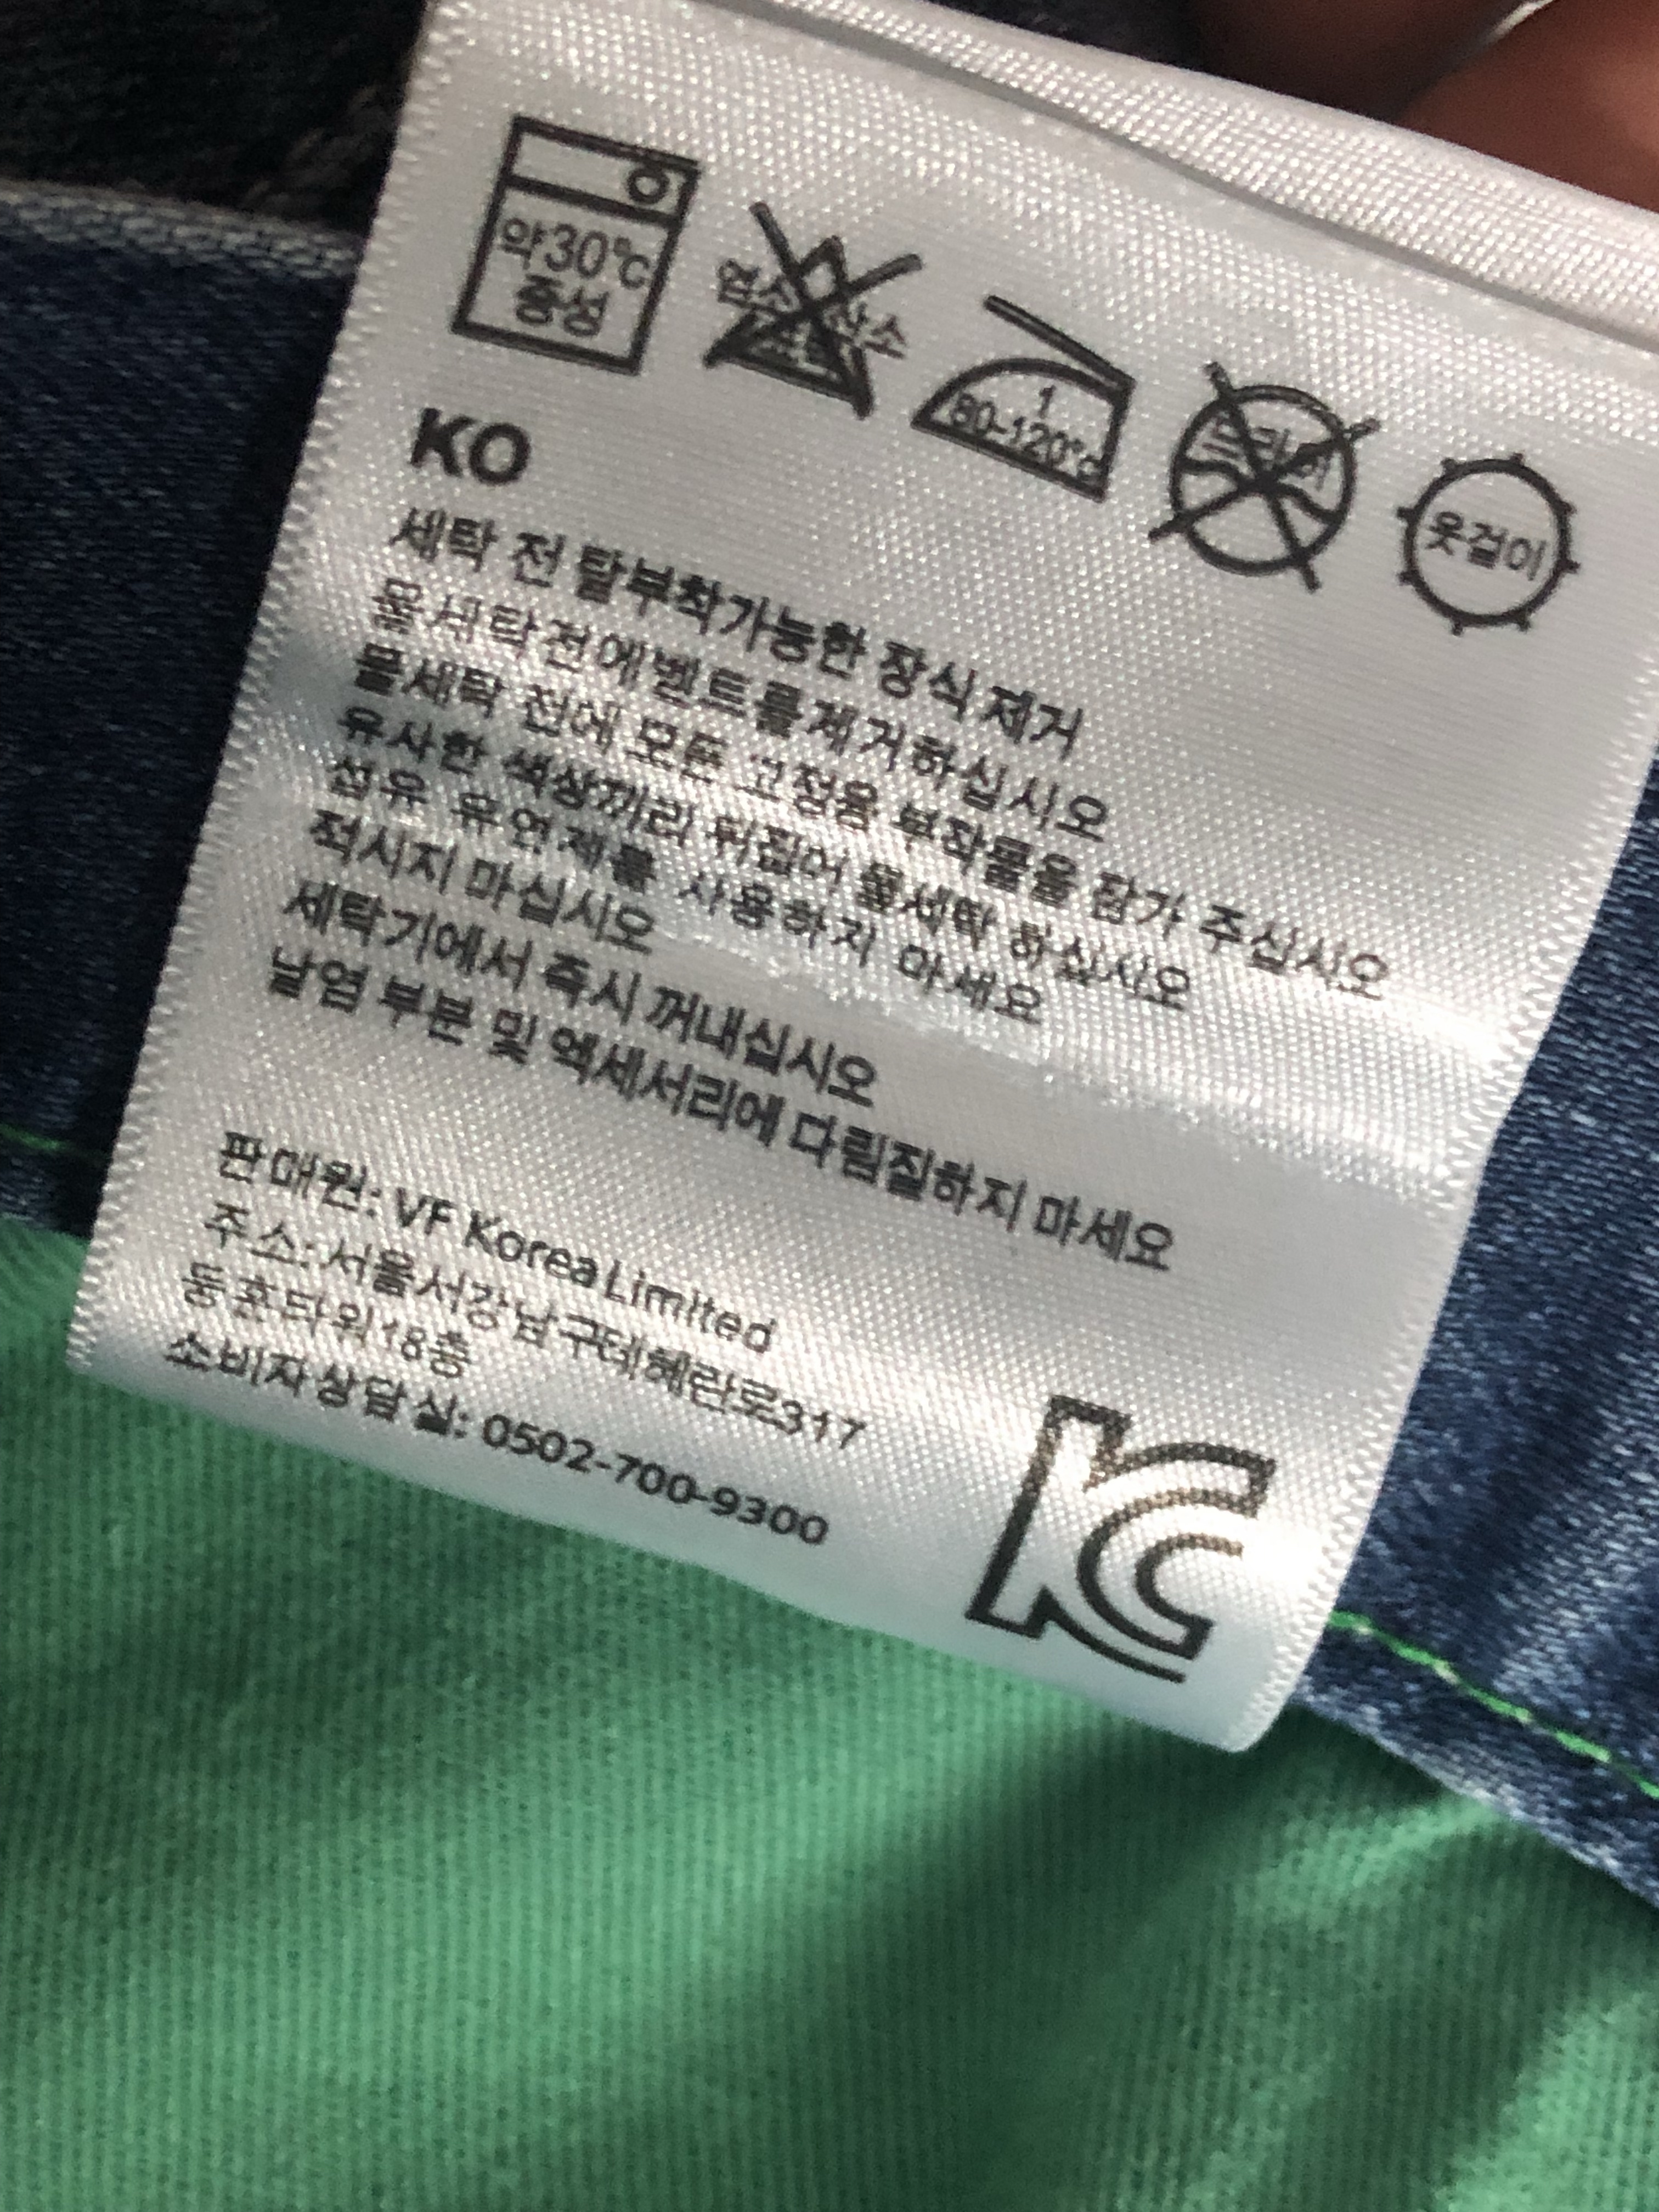 약30℃
중성
염소 산소
표백
1
80-120℃
드라이
옷걸이
KO
세탁 전 탈부착가능한 장식 제거
물세탁전에벨트를제거하십시오
물세탁 전에 모든 고정용 부착물을 잠가 주십시오
유사한 색상끼리 뒤집어 물세탁 하십시오
섬유 유연제를 사용하지 마세요
적시지 마십시오
세탁기에서 즉시 꺼내십시오
날염 부분 및 액세서리에 다림질하지 마세요
판매원: VF Korea Limited
주소: 서울서강남구테헤란로317
동훈타워18층
소비자상담실: 0502-700-9300
KC